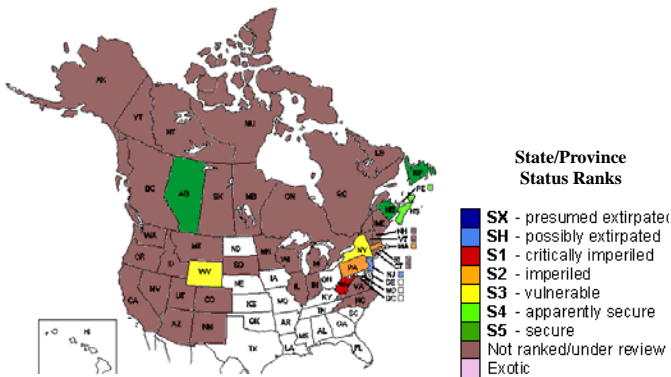 AK
YT
NT
NU
BC
AB
SK
MB
ON
QC
LB
NF
PE
NB
NS
ME
NH
VT
MA
WA
MT
ND
MN
OR
ID
SD
WI
MI
NY
RI
CT
WY
NE
IA
PA
NJ
DE
MD
DC
NV
UT
CO
KS
MO
IL
IN
OH
KY
VA
CA
AZ
NM
OK
AR
TN
NC
SC
TX
LA
MS
AL
GA
FL
HI
State/Province
Status Ranks
SX - presumed extirpated
SH - possibly extirpated
S1 - critically imperiled
S2 - imperiled
S3 - vulnerable
S4 - apparently secure
S5 - secure
Not ranked/under review
Exotic